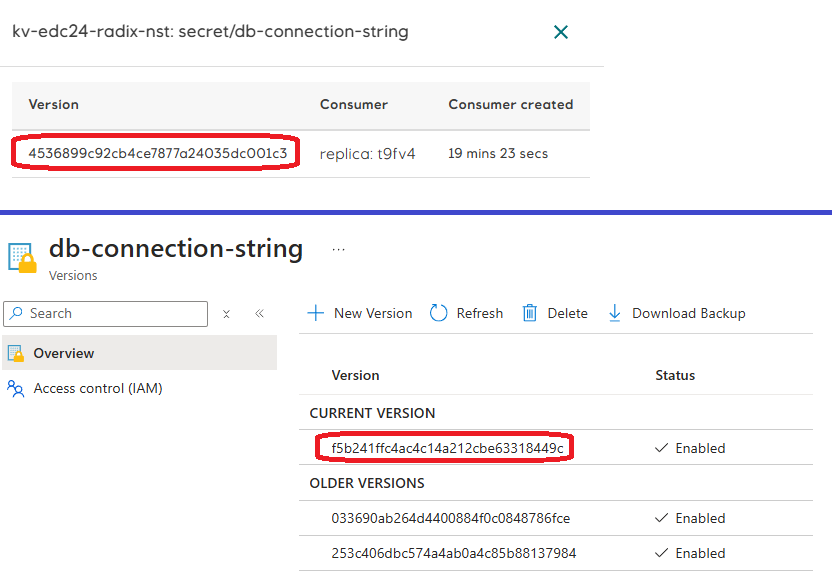 kv-edc24-radix-nst: secret/db-connection-string
Version Consumer Consumer created
4536899c92cb4ce7877a24035dc001c3 replica: t9fv4 19 mins 23 secs
db-connection-string ...
Versions
Search
New Version Refresh Delete Download Backup
Overview
Access control (IAM)
Version Status
CURRENT VERSION
f5b241ffc4ac4c14a212cbe63318449c Enabled
OLDER VERSIONS
033690ab264d4400884f0c0848786fce Enabled
253c406dbc574a4ab0a4c85b88137984 Enabled